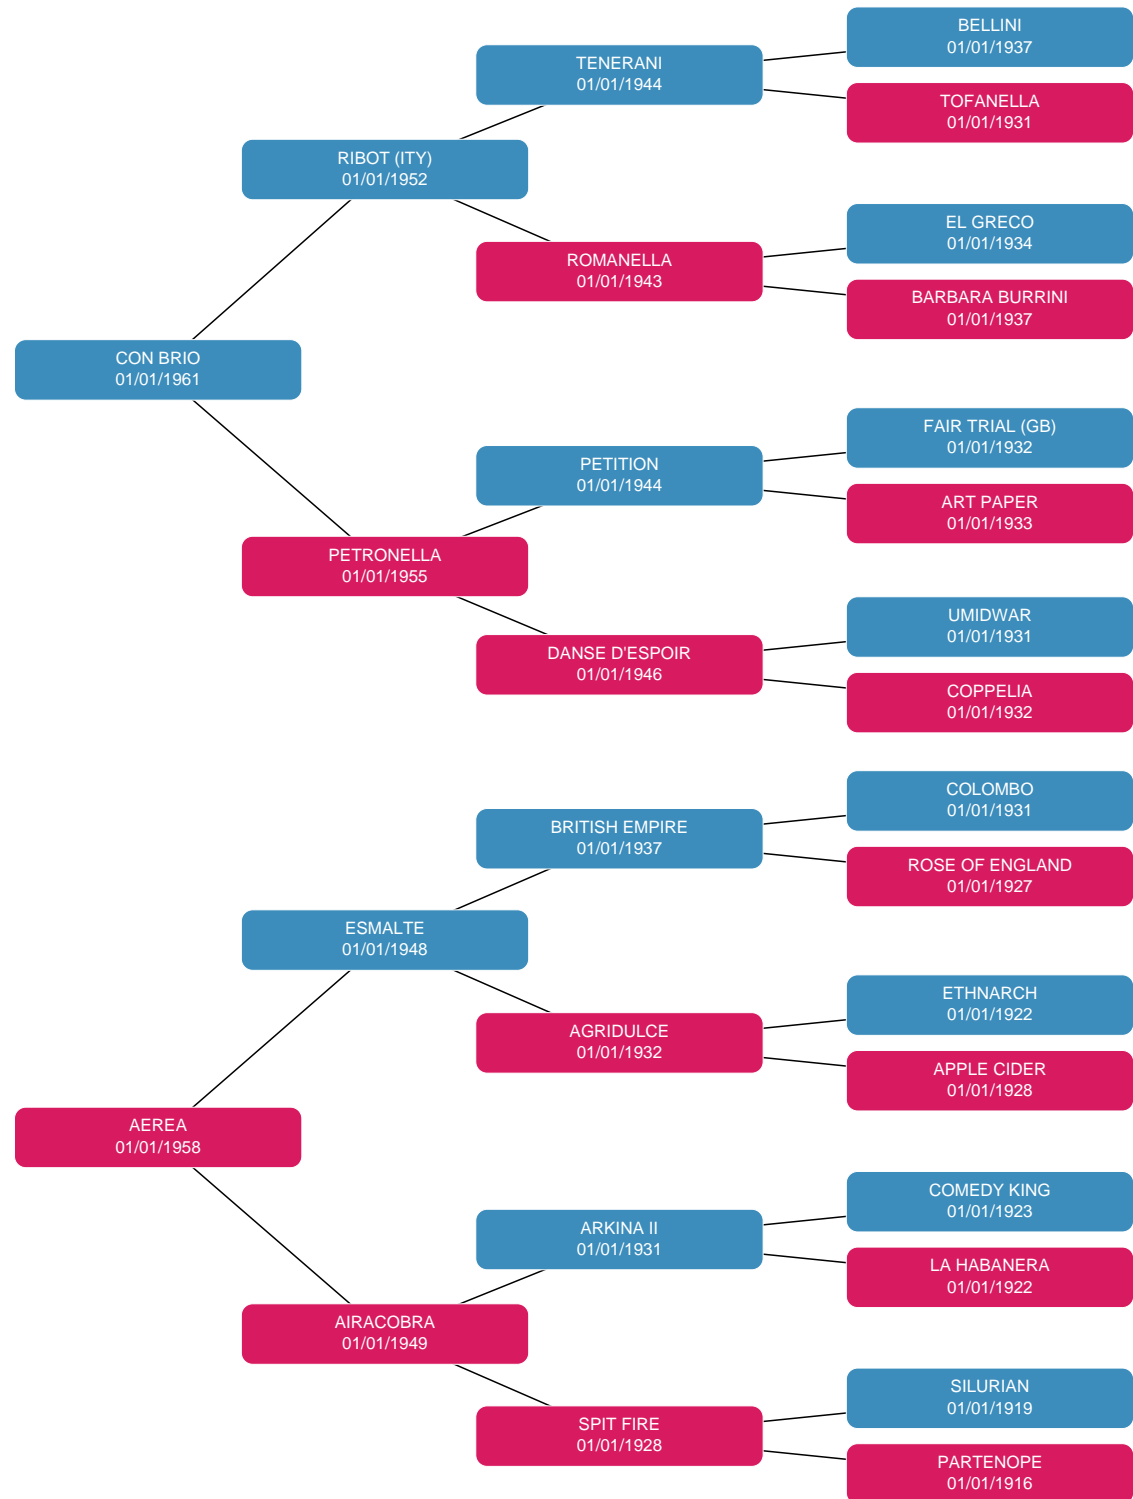 BELLINI
01/01/1937
TENERANI
01/01/1944
TOFANELLA
01/01/1931
RIBOT (ITY)
01/01/1952
EL GRECO
01/01/1934
ROMANELLA
01/01/1943
BARBARA BURRINI
01/01/1937
CON BRIO
01/01/1961
FAIR TRIAL (GB)
01/01/1932
PETITION
01/01/1944
ART PAPER
01/01/1933
PETRONELLA
01/01/1955
UMIDWAR
01/01/1931
DANSE D'ESPOIR
01/01/1946
COPPELIA
01/01/1932
COLOMBO
01/01/1931
BRITISH EMPIRE
01/01/1937
ROSE OF ENGLAND
01/01/1927
ESMALTE
01/01/1948
ETHNARCH
01/01/1922
AGRIDULCE
01/01/1932
APPLE CIDER
01/01/1928
AEREA
01/01/1958
COMEDY KING
01/01/1923
ARKINA II
01/01/1931
LA HABANERA
01/01/1922
AIRACOBRA
01/01/1949
SILURIAN
01/01/1919
SPIT FIRE
01/01/1928
PARTENOPE
01/01/1916